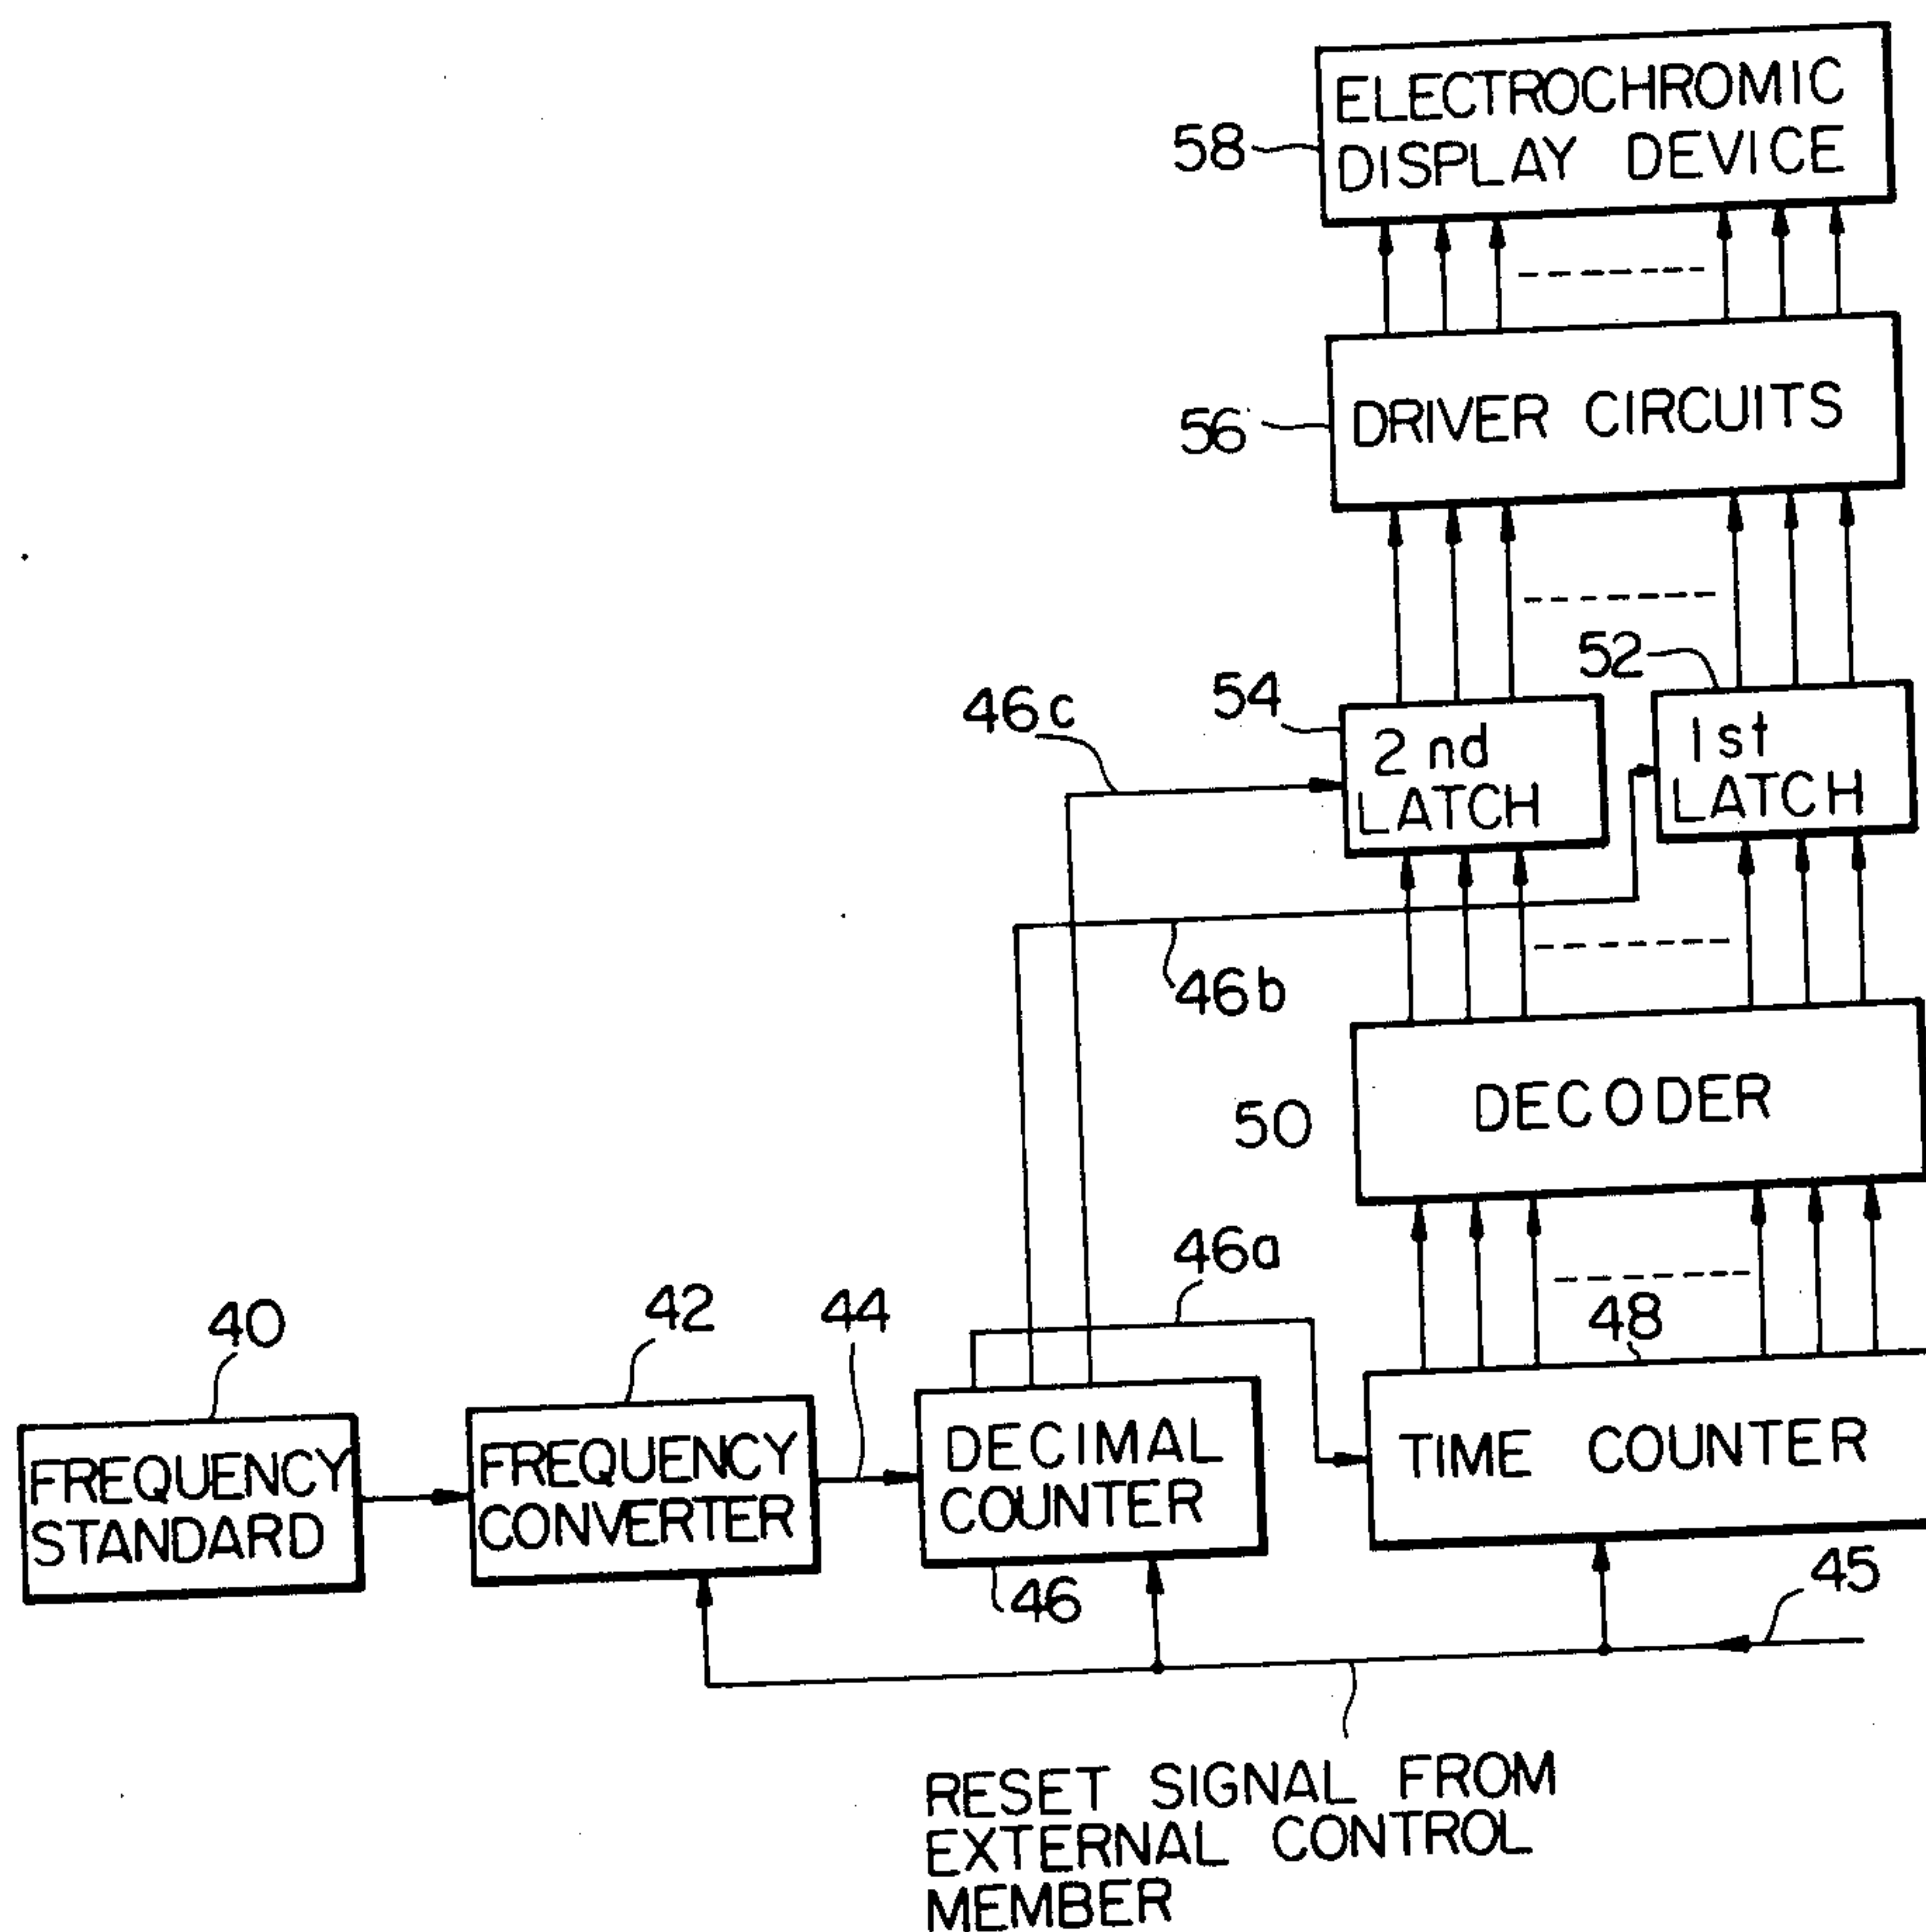 ELECTROCHROMIC
DISPLAY DEVICE
58
DRIVER CIRCUITS
56
52
54
46c
2nd
LATCH
1st
LATCH
46b
DECODER
50
46a
48
40
42
44
TIME COUNTER
DECIMAL
COUNTER
FREQUENCY
CONVERTER
FREQUENCY
STANDARD
46
45
RESET SIGNAL FROM
EXTERNAL CONTROL
MEMBER